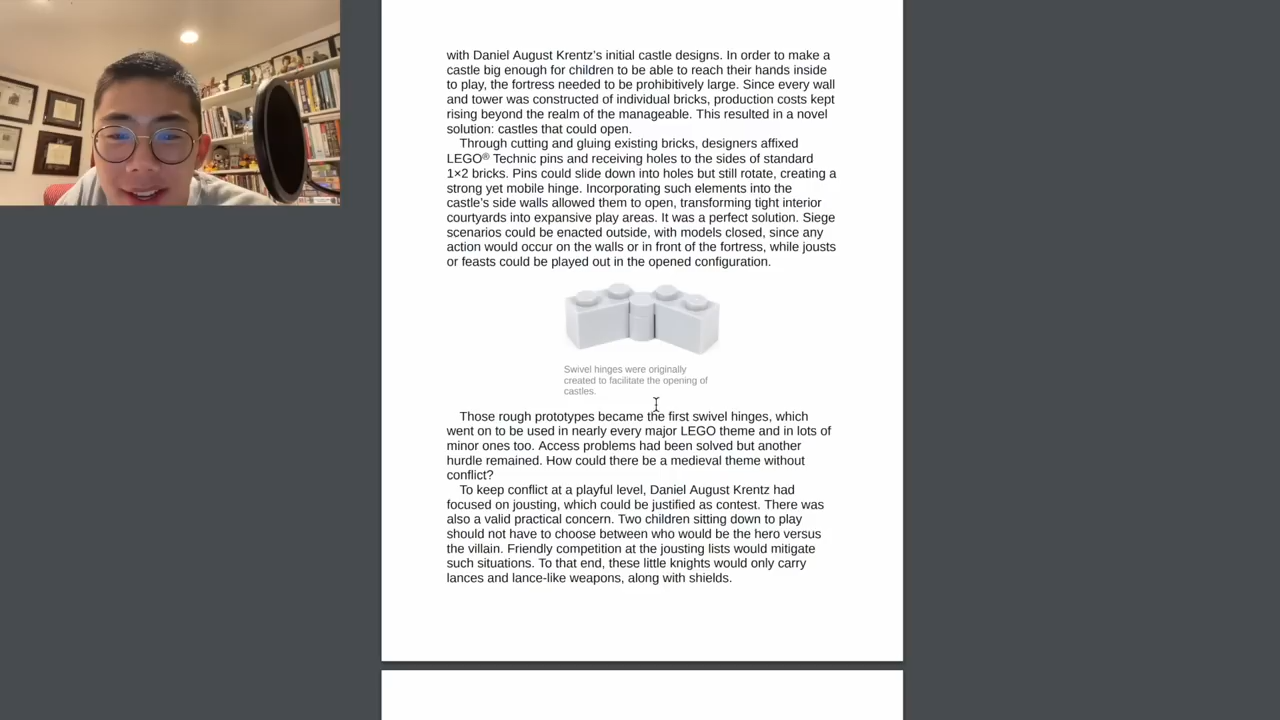 with Daniel August Krentz’s initial castle designs. In order to make a
castle big enough for children to be able to reach their hands inside
to play, the fortress needed to be prohibitively large. Since every wall
and tower was constructed of individual bricks, production costs kept
rising beyond the realm of the manageable. This resulted in a novel
solution: castles that could open.
Through cutting and gluing existing bricks, designers affixed
LEGO® Technic pins and receiving holes to the sides of standard
1×2 bricks. Pins could slide down into holes but still rotate, creating a
strong yet mobile hinge. Incorporating such elements into the
castle’s side walls allowed them to open, transforming tight interior
courtyards into expansive play areas. It was a perfect solution. Siege
scenarios could be enacted outside, with models closed, since any
action would occur on the walls or in front of the fortress, while jousts
or feasts could be played out in the opened configuration.
Swivel hinges were originally
created to facilitate the opening of
castles.
Those rough prototypes became the first swivel hinges, which
went on to be used in nearly every major LEGO theme and in lots of
minor ones too. Access problems had been solved but another
hurdle remained. How could there be a medieval theme without
conflict?
To keep conflict at a playful level, Daniel August Krentz had
focused on jousting, which could be justified as contest. There was
also a valid practical concern. Two children sitting down to play
should not have to choose between who would be the hero versus
the villain. Friendly competition at the jousting lists would mitigate
such situations. To that end, these little knights would only carry
lances and lance-like weapons, along with shields.